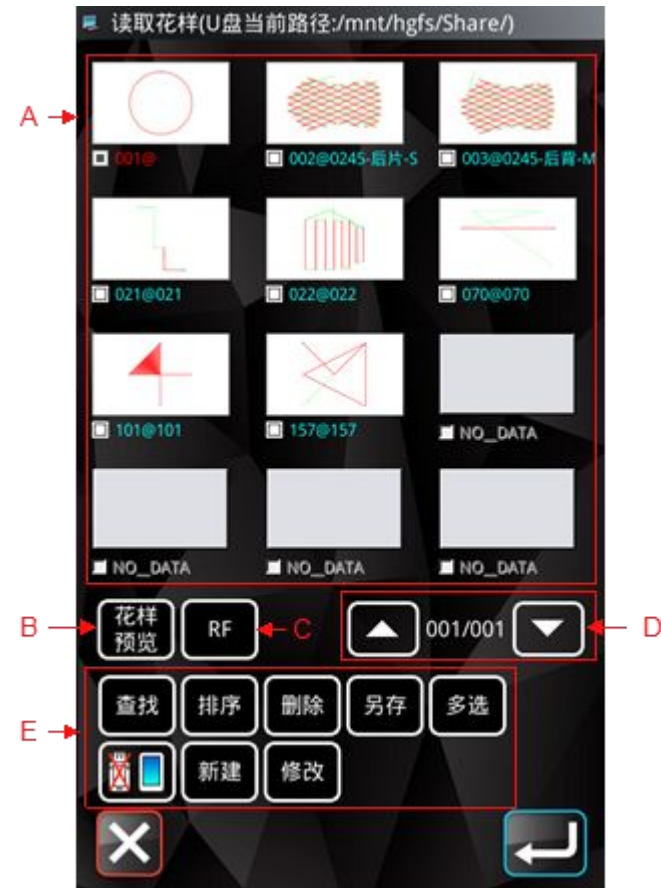 读取花样(U盘当前路径:/mnt/hgfs/Share/)
A
001@
002@0245-后片-S
003@0245-后背-M
021@021
022@022
070@070
101@101
157@157
NO_DATA
NO_DATA
NO_DATA
NO_DATA
B
花样
预览
RF
C
001/001
D
E
查找
排序
删除
另存
多选
新建
修改